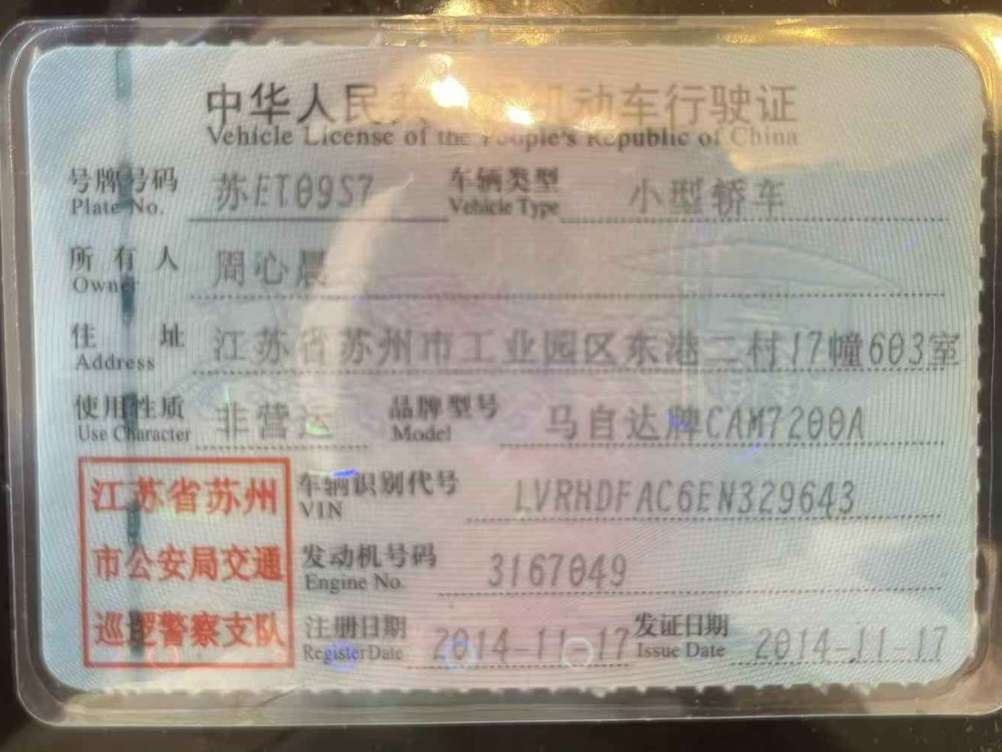 中华人民共 机动车行驶证
Vehicle License of the People's Republic of China
号牌号码 苏ET09S7 车辆类型 小型轿车
Plate No. Vehicle Type
所有人 周心晨
Owner
住址 江苏省苏州市工业园区东港二村17幢603室
Address
使用性质 非营运 品牌型号 马自达牌CAM7200A
Use Character Model
江苏省苏州 车辆识别代号 LVRHDFAC6EN329643
VIN
市公安局交通 发动机号码 3167049
Engine No.
巡逻警察支队 注册日期 2014-11-17 发证日期 2014-11-17
Register Date Issue Date